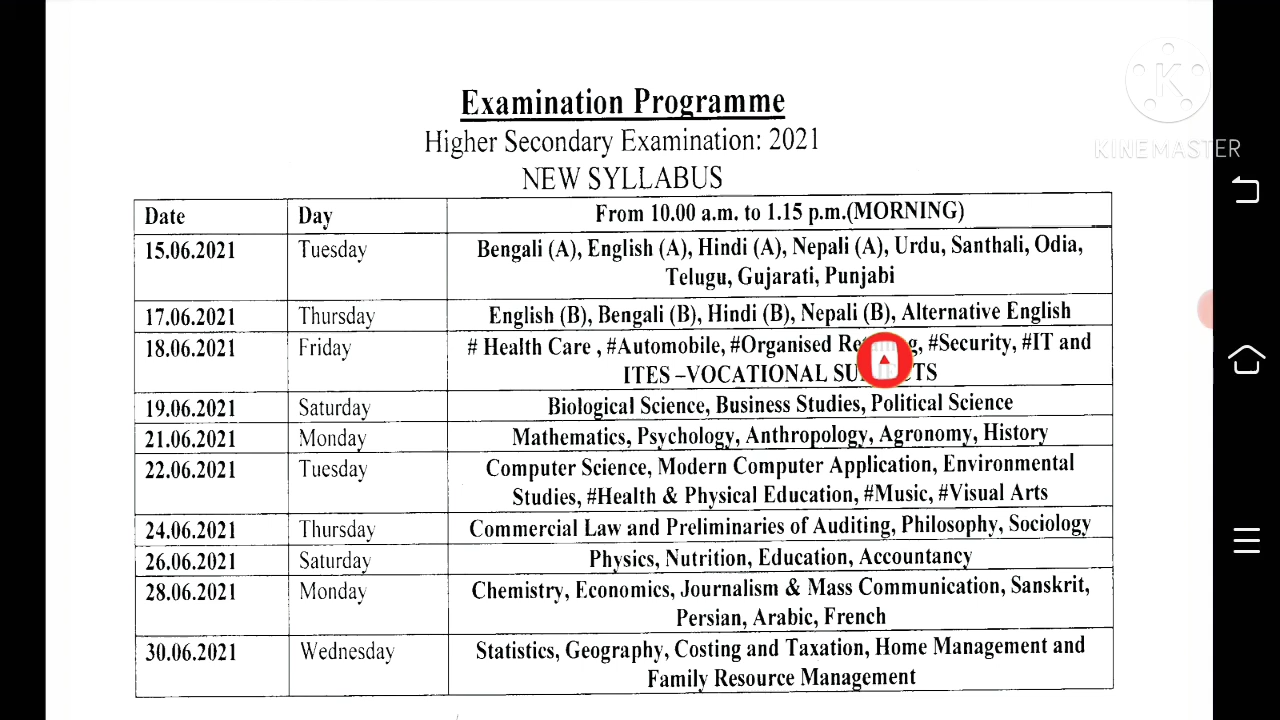 Examination Programme
Higher Secondary Examination: 2021
NEW SYLLABUS
Date Day From 10.00 a.m. to 1.15 p.m.(MORNING)
15.06.2021 Tuesday Bengali (A), English (A), Hindi (A), Nepali (A), Urdu, Santhali, Odia,
Telugu, Gujarati, Punjabi
17.06.2021 Thursday English (B), Bengali (B), Hindi (B), Nepali (B), Alternative English
18.06.2021 Friday # Health Care , #Automobile, #Organised #Security, #IT and
ITES –VOCATIONAL
19.06.2021 Saturday Biological Science, Business Studies, Political Science
21.06.2021 Monday Mathematics, Psychology, Anthropology, Agronomy, History
22.06.2021 Tuesday Computer Science, Modern Computer Application, Environmental
Studies, #Health & Physical Education, #Music, #Visual Arts
24.06.2021 Thursday Commercial Law and Preliminaries of Auditing, Philosophy, Sociology
26.06.2021 Saturday Physics, Nutrition, Education, Accountancy
28.06.2021 Monday Chemistry, Economics, Journalism & Mass Communication, Sanskrit,
Persian, Arabic, French
30.06.2021 Wednesday Statistics, Geography, Costing and Taxation, Home Management and
Family Resource Management
K
KINEMASTER